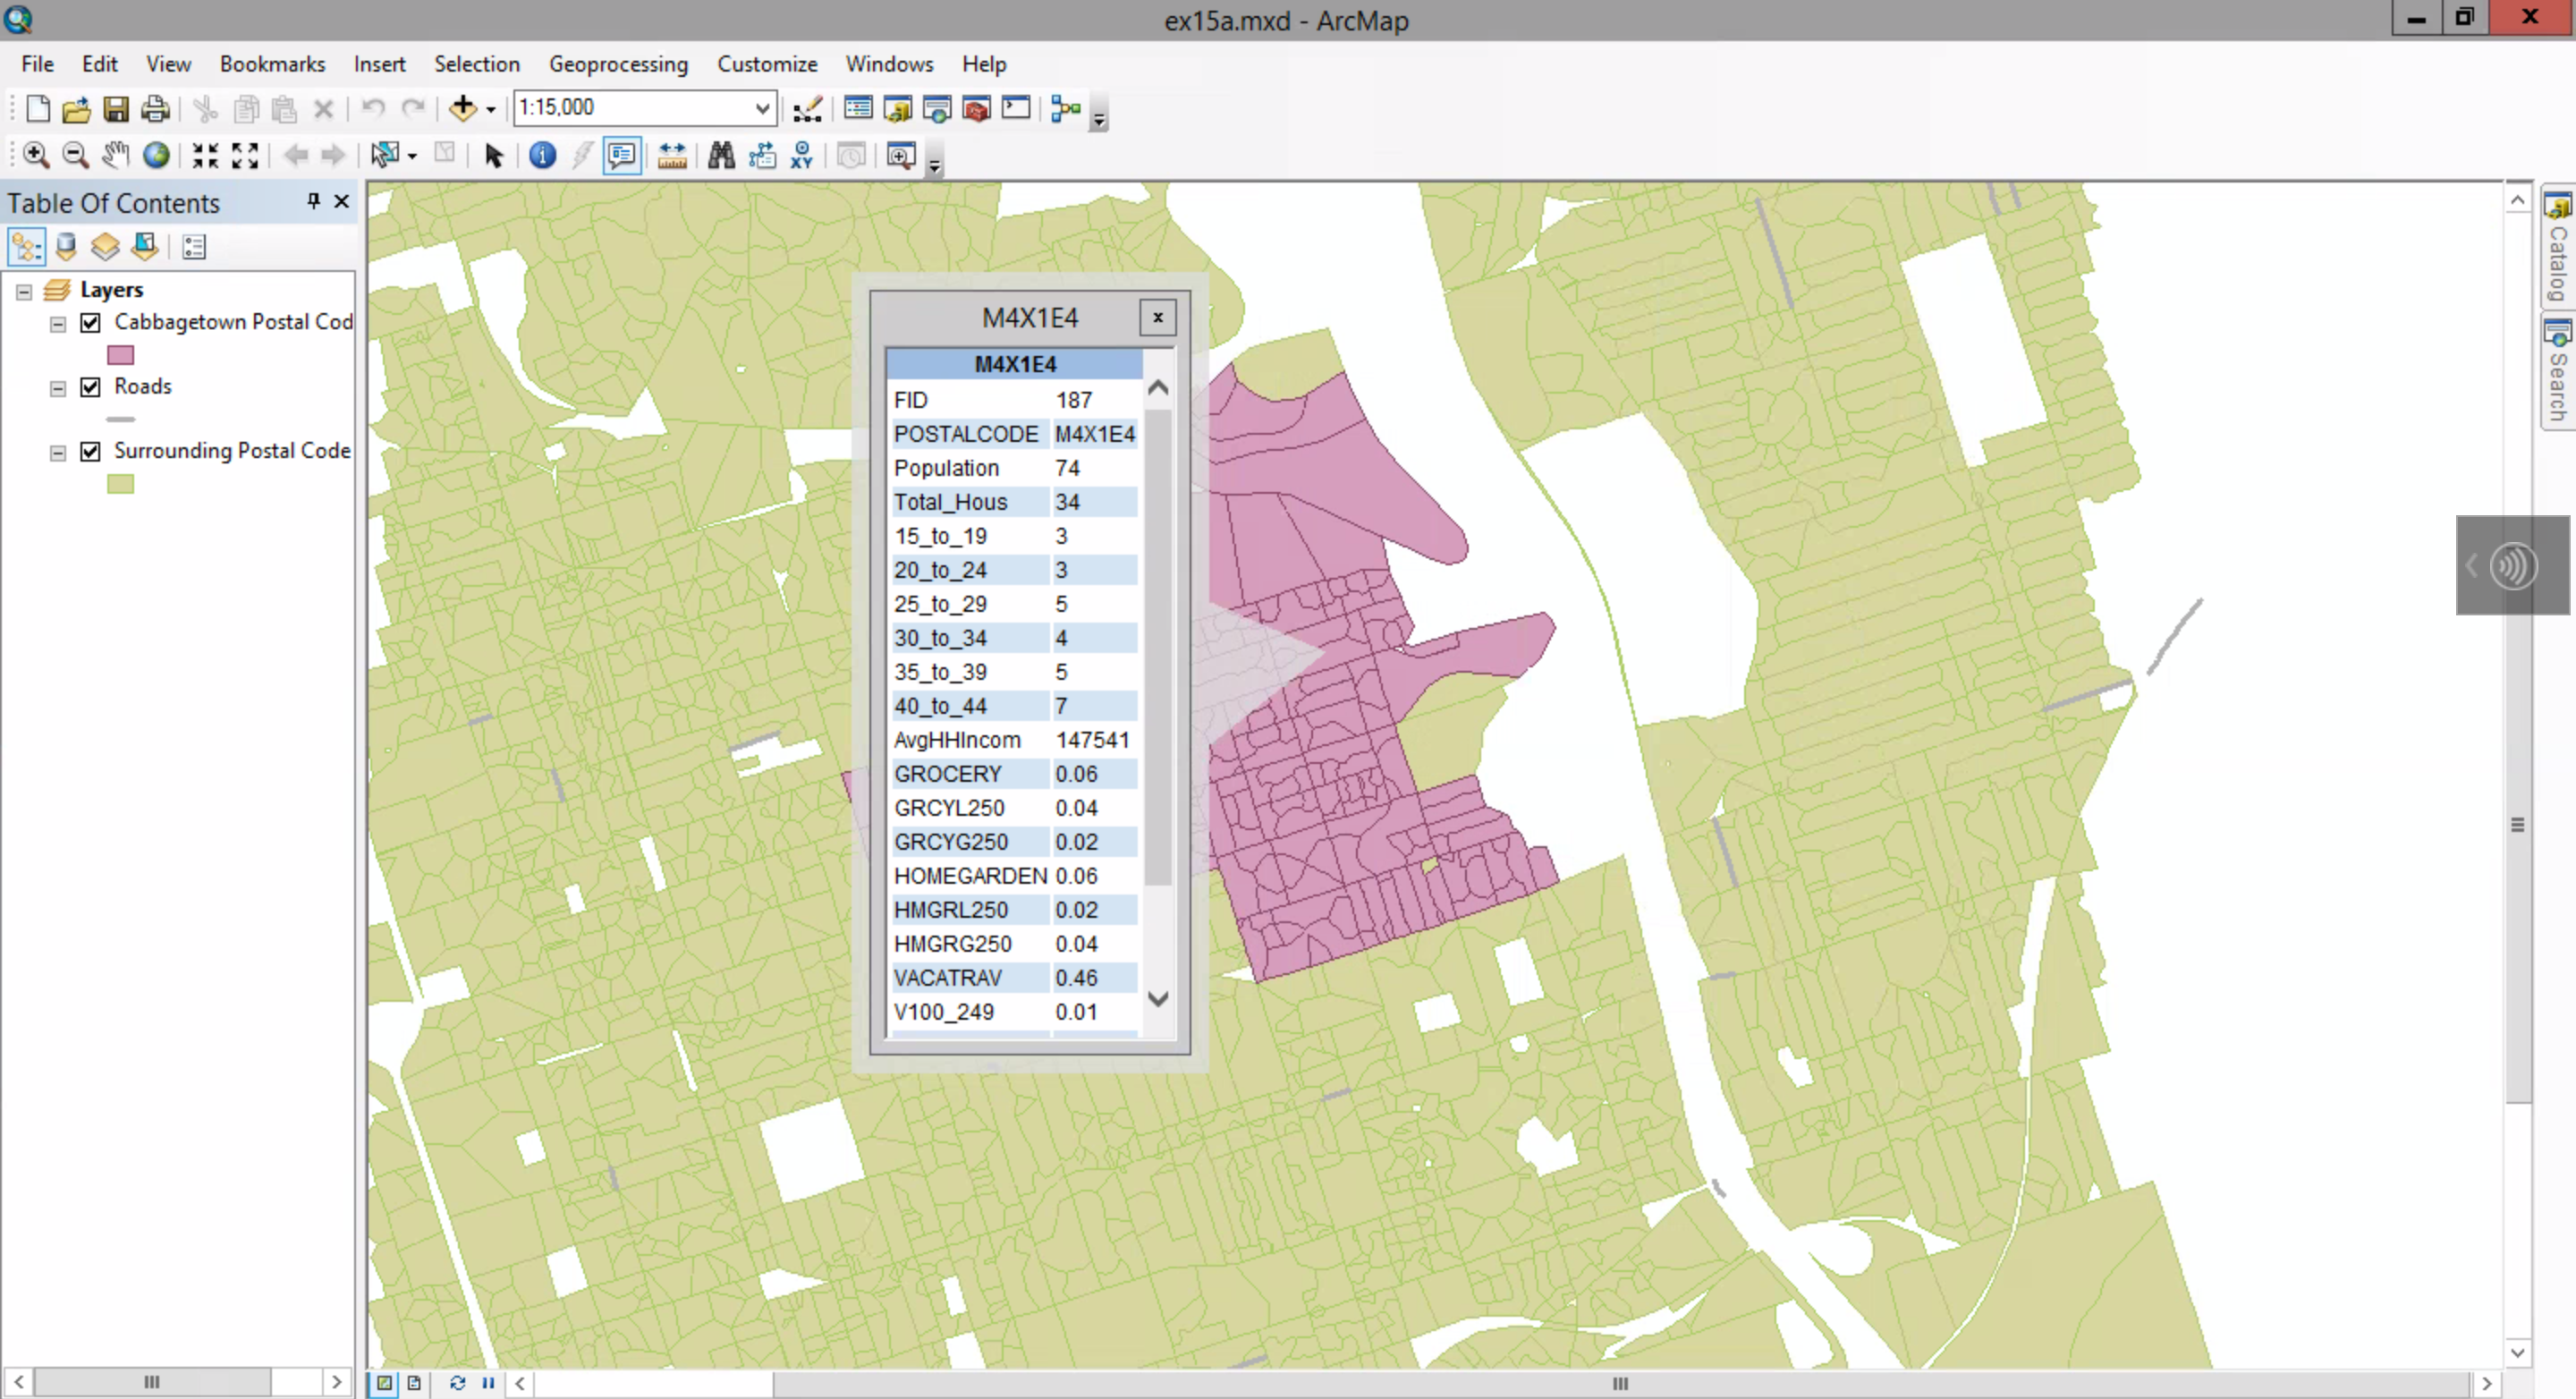 ex15a.mxd - ArcMap
File Edit View Bookmarks Insert Selection Geoprocessing Customize Windows Help
1:15,000
XY
Table Of Contents
Layers
Cabbagetown Postal Cod
Roads
Surrounding Postal Code
M4X1E4
M4X1E4
FID 187
POSTALCODE M4X1E4
Population 74
Total_Hous 34
15_to_19 3
20_to_24 3
25_to_29 5
30_to_34 4
35_to_39 5
40_to_44 7
AvgHHIncom 147541
GROCERY 0.06
GRCYL250 0.04
GRCYG250 0.02
HOMEGARDEN 0.06
HMGRL250 0.02
HMGRG250 0.04
VACATRAV 0.46
V100_249 0.01
Catalog
Search